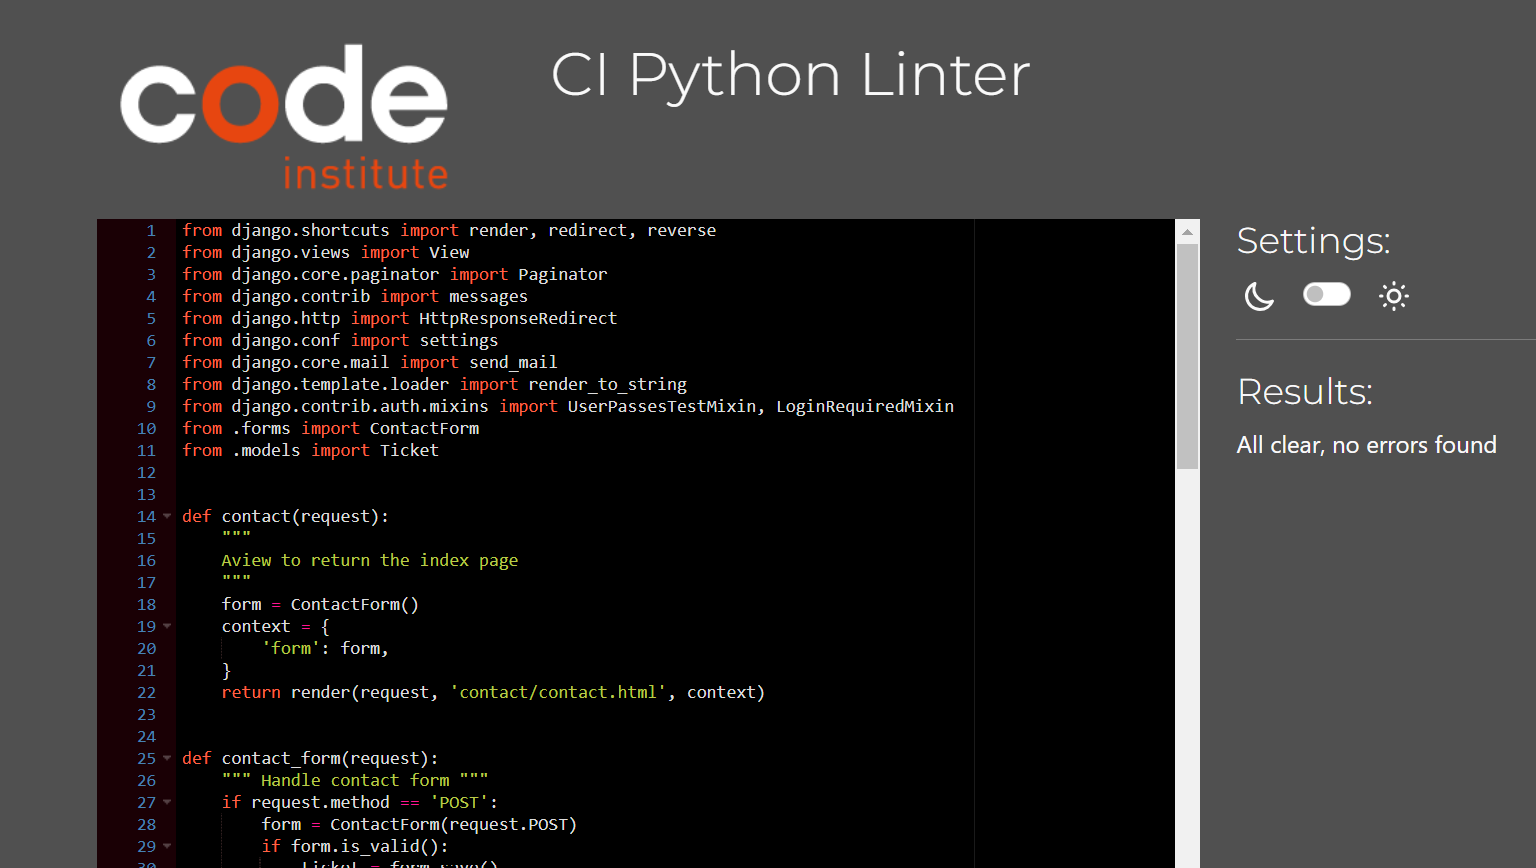 code
institute
CI Python Linter
1 from django.shortcuts import render, redirect, reverse
2 from django.views import View
3 from django.core.paginator import Paginator
4 from django.contrib import messages
5 from django.http import HttpResponseRedirect
6 from django.conf import settings
7 from django.core.mail import send_mail
8 from django.template.loader import render_to_string
9 from django.contrib.auth.mixins import UserPassesTestMixin, LoginRequiredMixin
10 from .forms import ContactForm
11 from .models import Ticket
12
13
14 def contact(request):
15     """
16     Aview to return the index page
17     """
18     form = ContactForm()
19     context = {
20         'form': form,
21     }
22     return render(request, 'contact/contact.html', context)
23
24
25 def contact_form(request):
26     """ Handle contact form """
27     if request.method == 'POST':
28         form = ContactForm(request.POST)
29         if form.is_valid():
30             ticket = form.save()
Settings:
Results:
All clear, no errors found